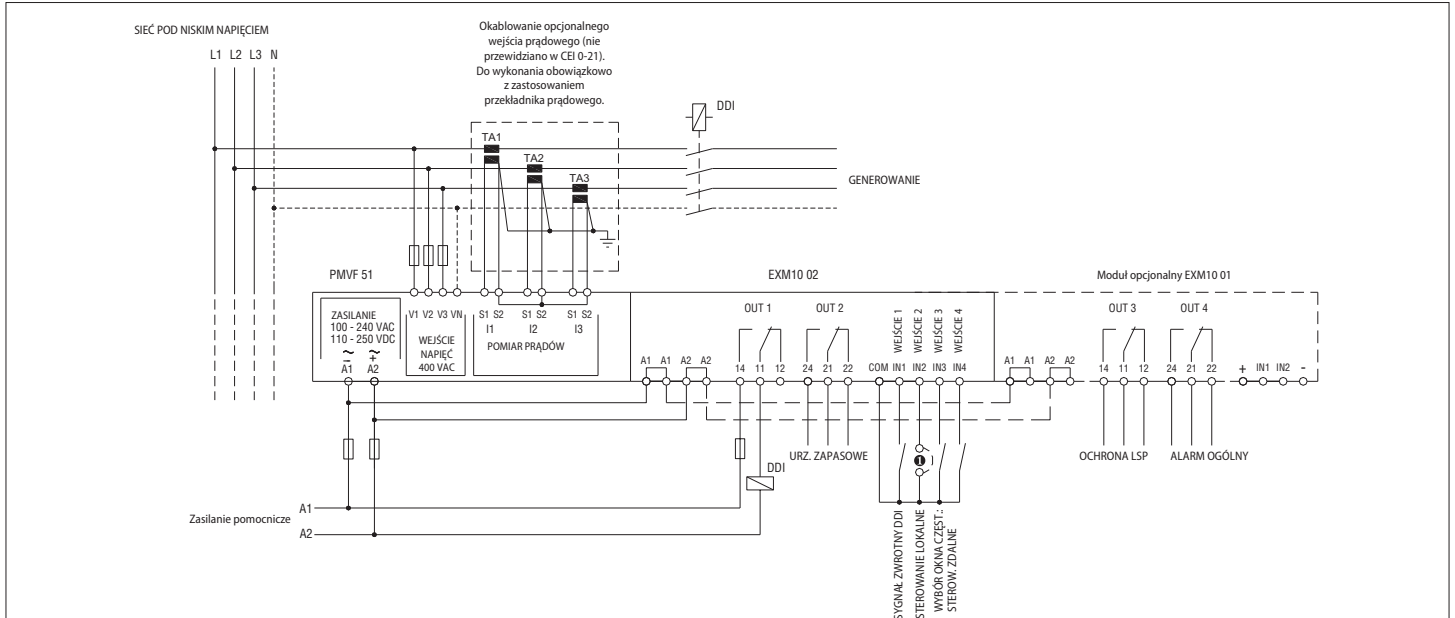 SIEĆ POD NISKIM NAPIĘCIEM
L1 L2 L3 N
Okablowanie opcjonalnego
wejścia prądowego (nie
przewidziano w CEI 0-21).
Do wykonania obowiązkowo
z zastosowaniem
przekładnika prądowego.
DDI
TA1
TA2
TA3
GENEROWANIE
PMVF 51
EXM10 02
Moduł opcjonalny EXM10 01
ZASILANIE
100 - 240 VAC
110 - 250 VDC
~ ~
- +
A1 A2
V1 V2 V3 VN
WEJŚCIE
NAPIĘĆ
400 VAC
S1 S2 S1 S2 S1 S2
I1 I2 I3
POMIAR PRĄDÓW
A1 A1 A2 A2
OUT 1
14 11 12
OUT 2
24 21 22
WEJŚCIE 1
WEJŚCIE 2
WEJŚCIE 3
WEJŚCIE 4
COM IN1 IN2 IN3 IN4
A1 A1 A2 A2
OUT 3
14 11 12
OUT 4
24 21 22
+ IN1 IN2 -
URZ. ZAPASOWE
1
OCHRONA LSP
ALARM OGÓLNY
DDI
Zasilanie pomocnicze
A1
A2
SYGNAŁ ZWROTNY DDI
STEROWANIE LOKALNE
WYBÓR OKNA CZĘST.:
STEROW. ZDALNE